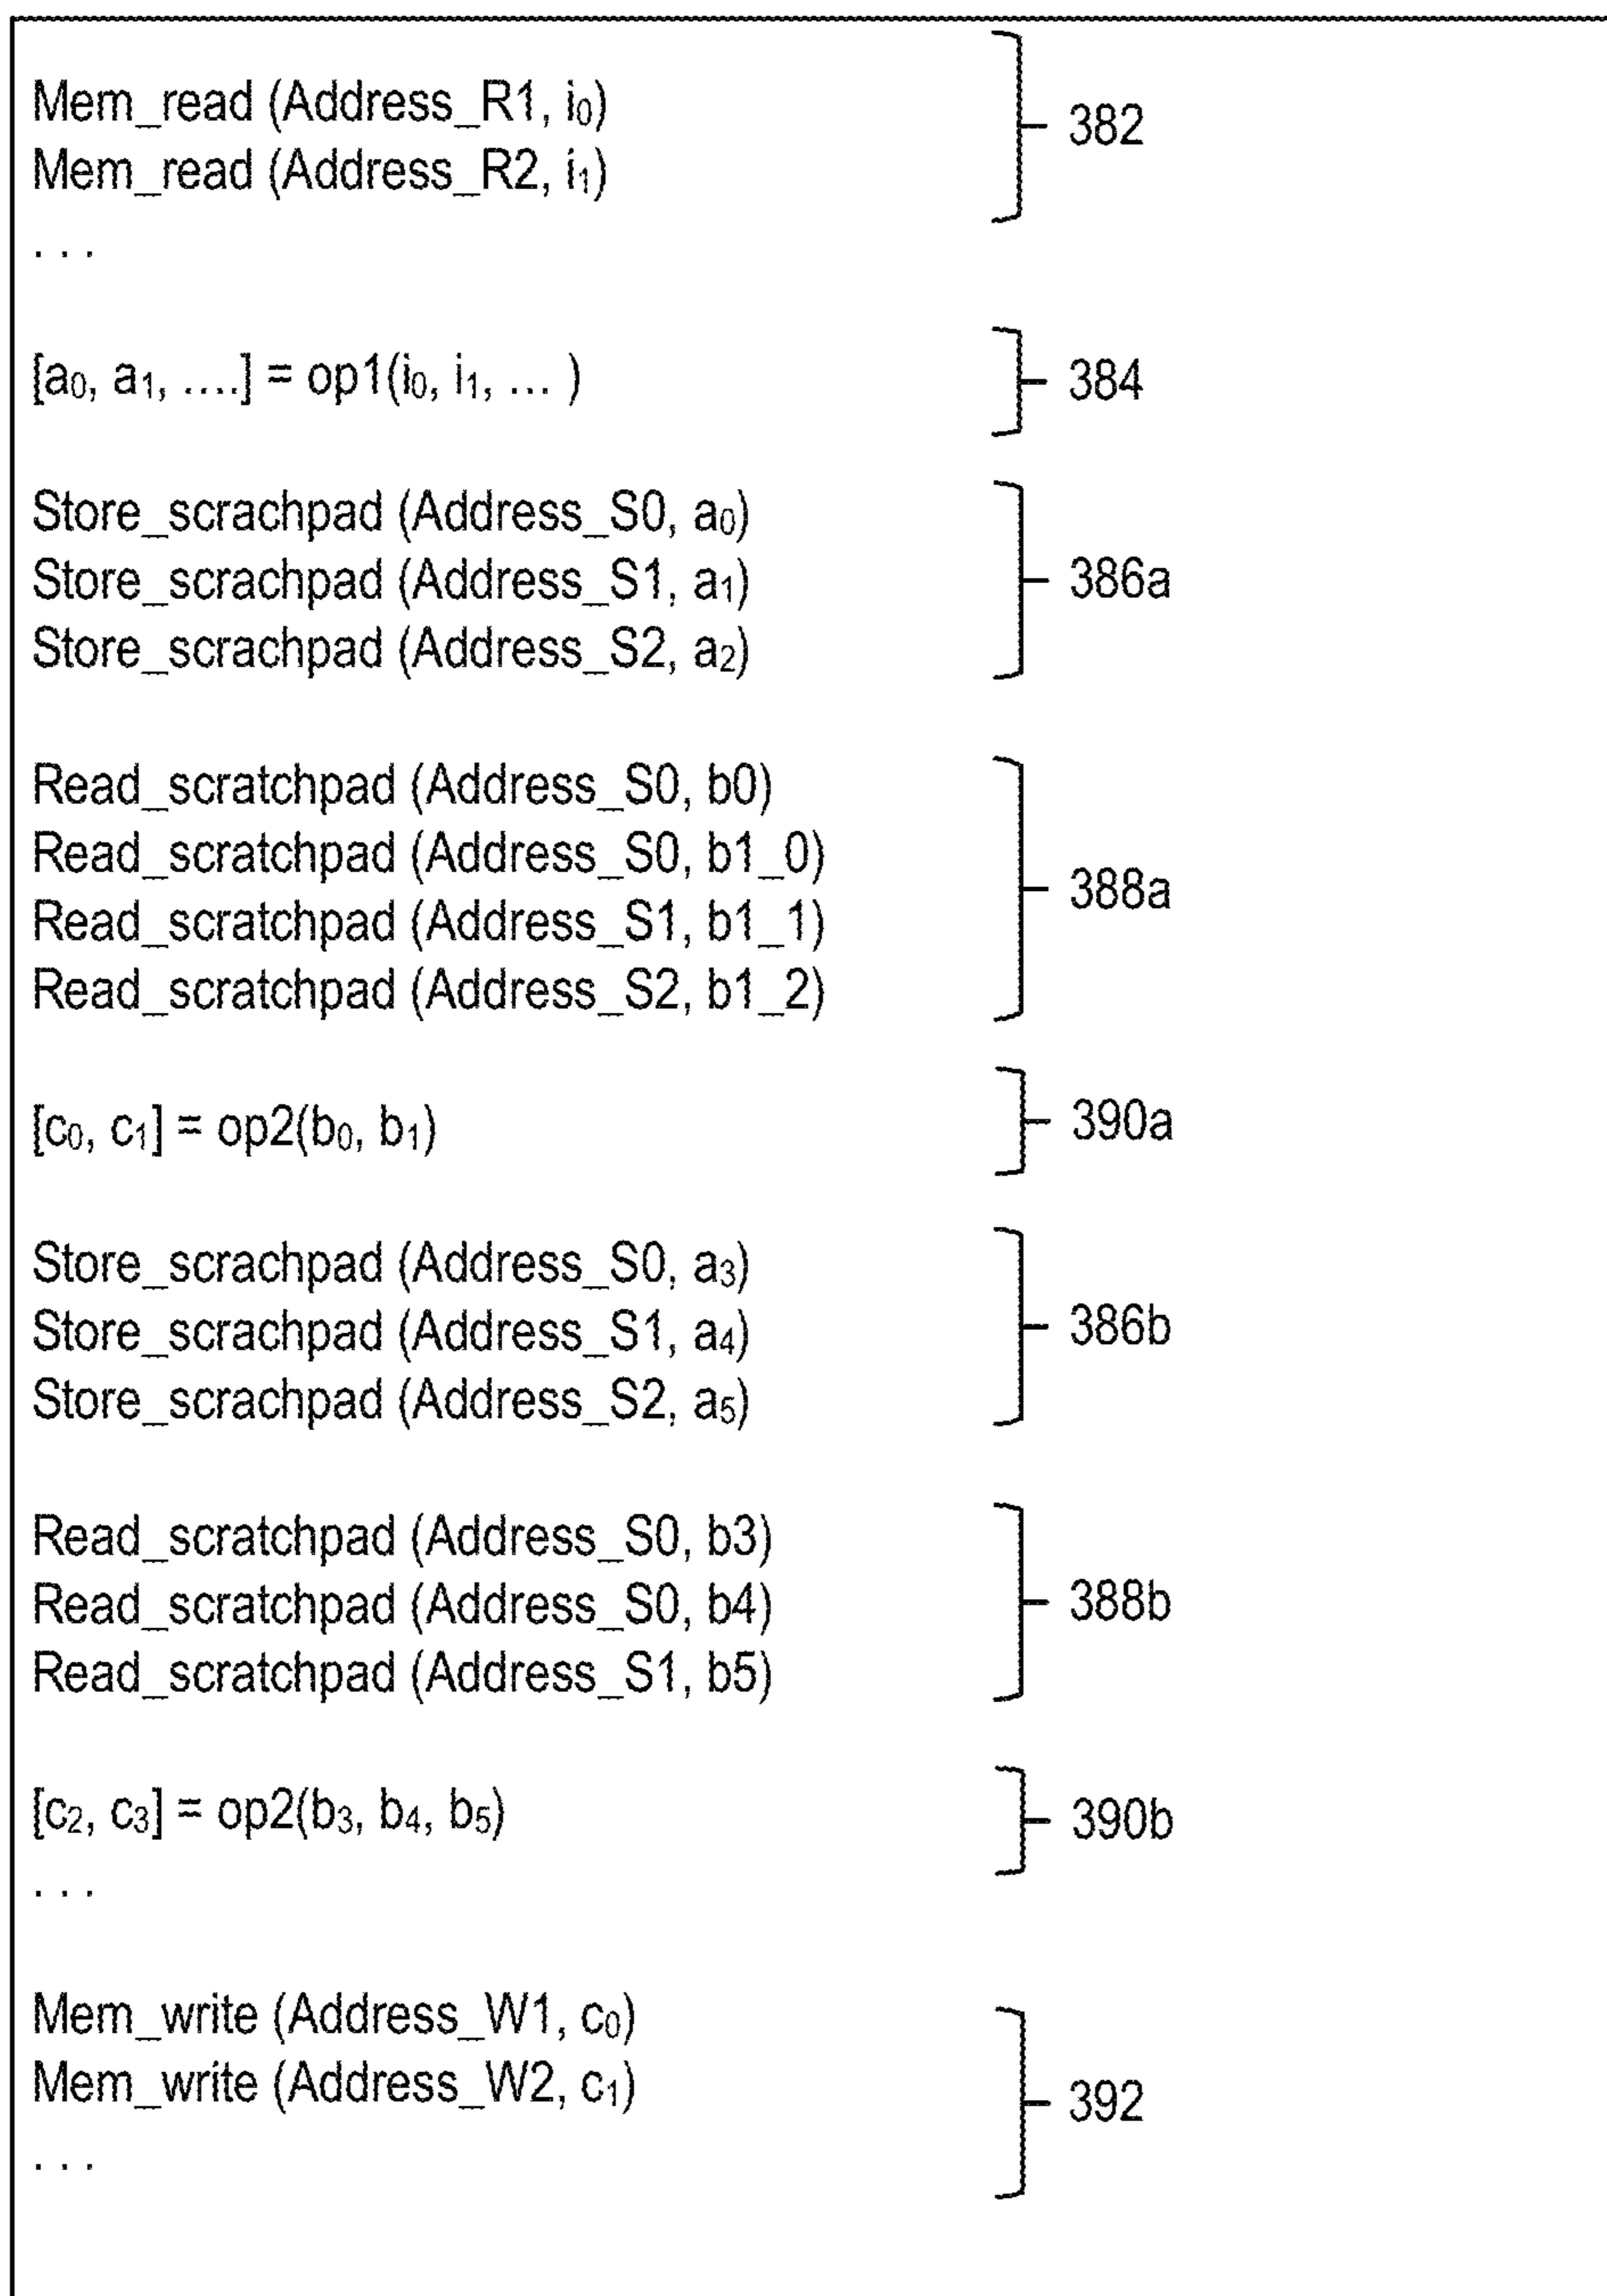 Mem_read (Address_R1, i₀)
Mem_read (Address_R2, i₁)
. . .
382
[a₀, a₁, ....] = op1(i₀, i₁, ... )
384
Store_scrachpad (Address_S0, a₀)
Store_scrachpad (Address_S1, a₁)
Store_scrachpad (Address_S2, a₂)
386a
Read_scratchpad (Address_S0, b0)
Read_scratchpad (Address_S0, b1_0)
Read_scratchpad (Address_S1, b1_1)
Read_scratchpad (Address_S2, b1_2)
388a
[c₀, c₁] = op2(b₀, b₁)
390a
Store_scrachpad (Address_S0, a₃)
Store_scrachpad (Address_S1, a₄)
Store_scrachpad (Address_S2, a₅)
386b
Read_scratchpad (Address_S0, b3)
Read_scratchpad (Address_S0, b4)
Read_scratchpad (Address_S1, b5)
388b
[c₂, c₃] = op2(b₃, b₄, b₅)
. . .
390b
Mem_write (Address_W1, c₀)
Mem_write (Address_W2, c₁)
. . .
392